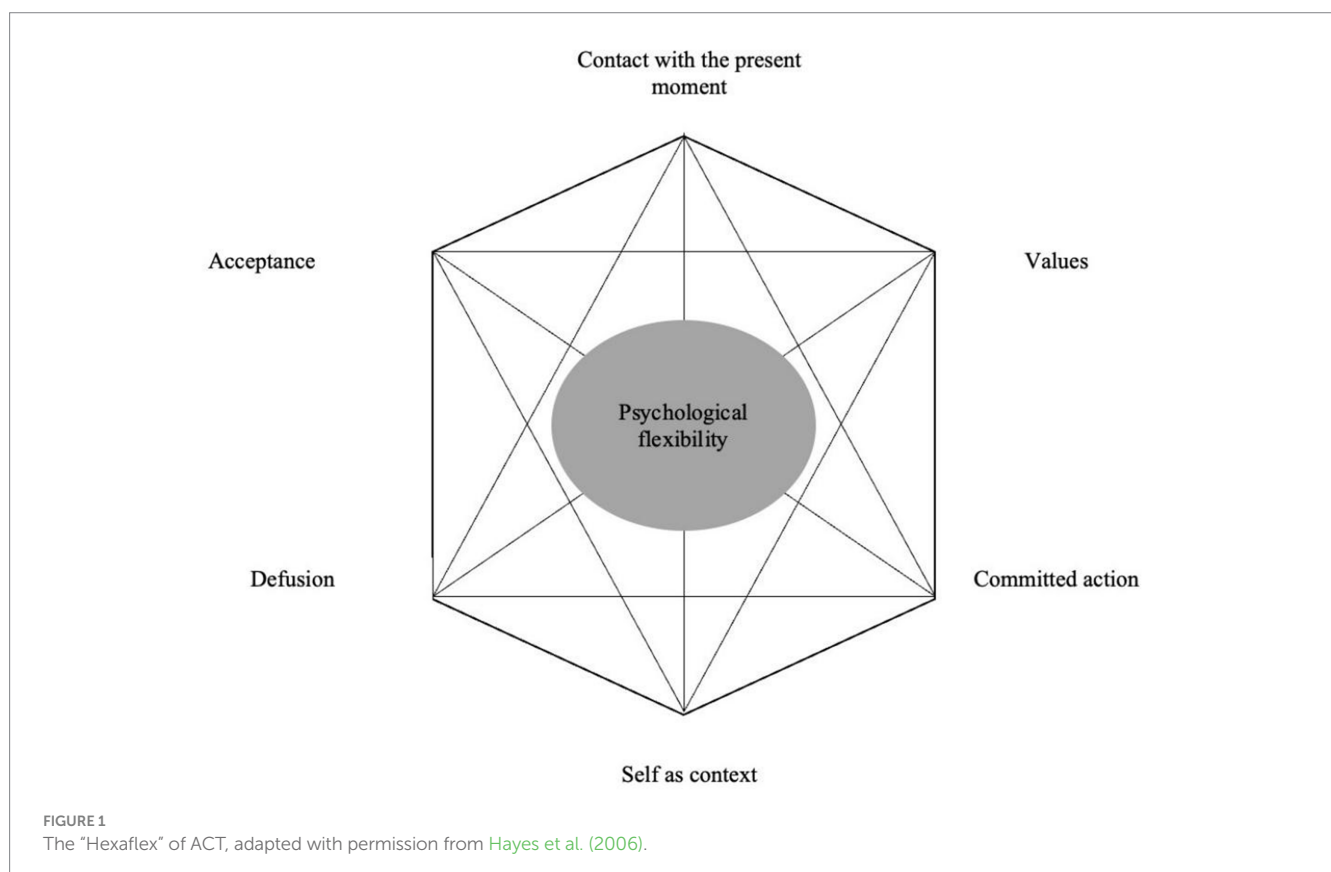 Contact with the present
moment
Acceptance
Values
Psychological
flexibility
Defusion
Committed action
Self as context
FIGURE 1
The “Hexaflex” of ACT, adapted with permission from Hayes et al. (2006).